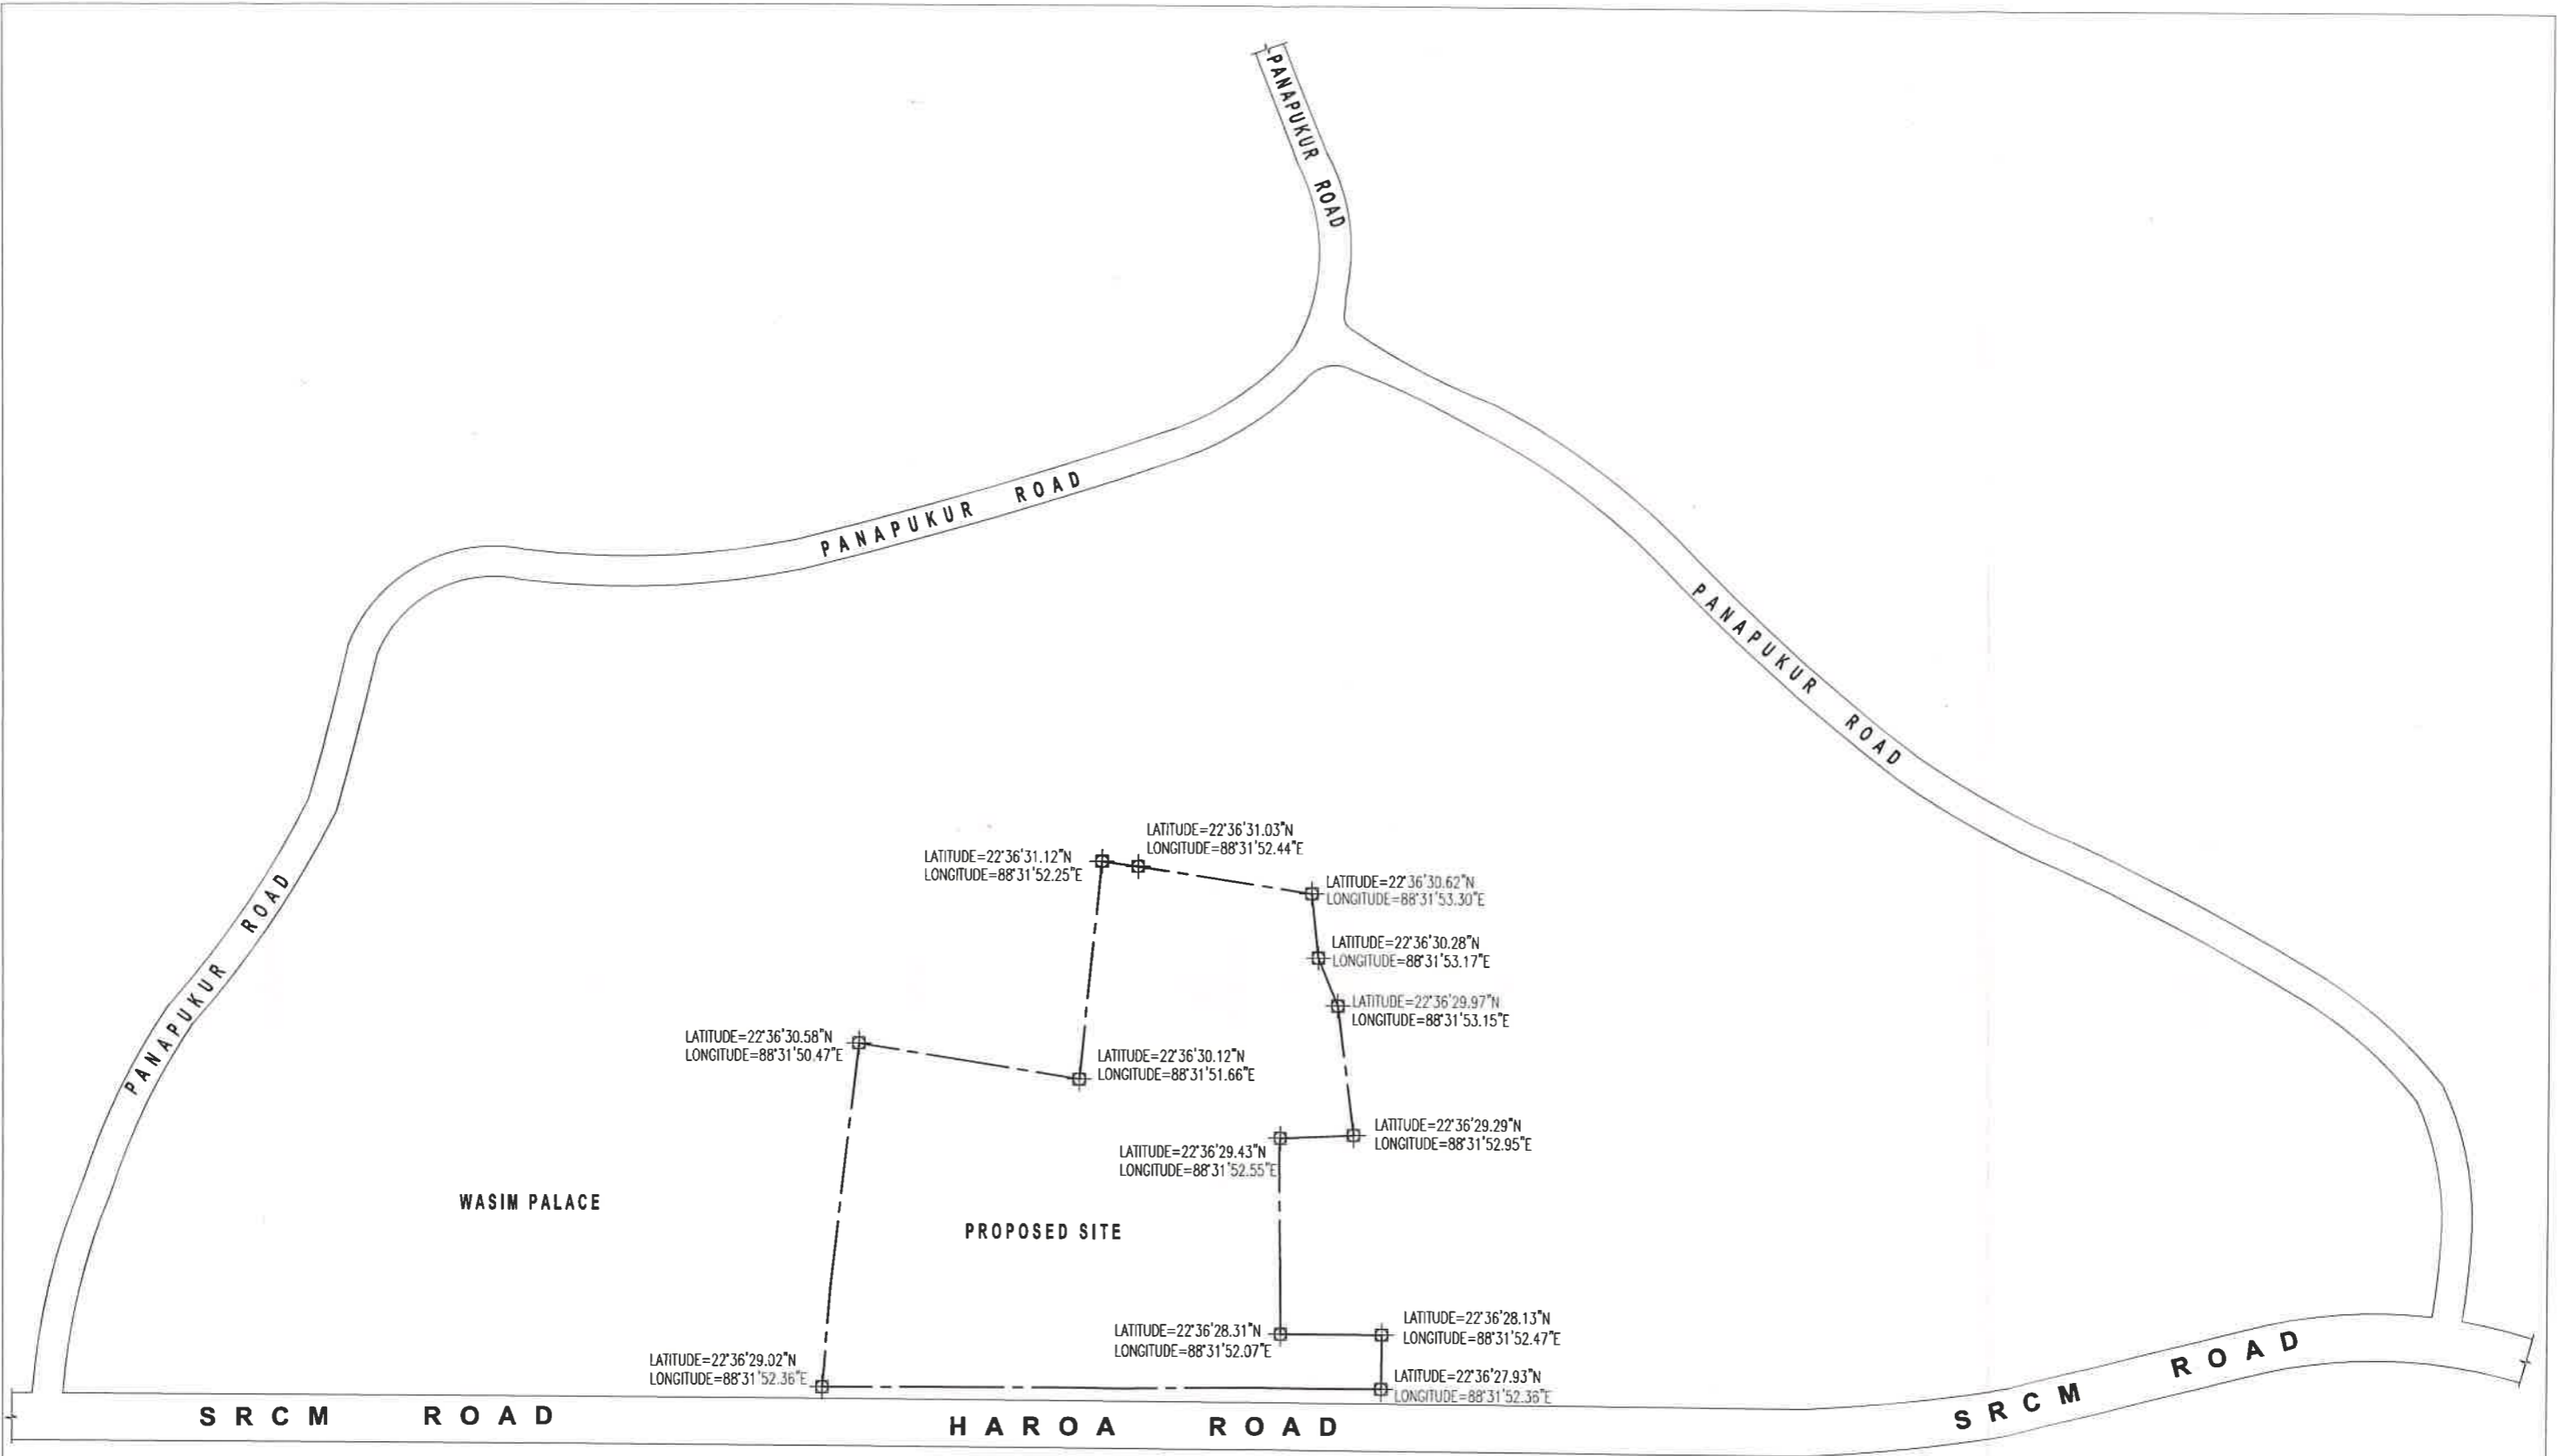 PANAPUKUR ROAD
PANAPUKUR ROAD
PANAPUKUR ROAD
PANAPUKUR ROAD
LATITUDE=22°36'31.03"N
LONGITUDE=88°31'52.44"E
LATITUDE=22°36'31.12"N
LONGITUDE=88°31'52.25"E
LATITUDE=22°36'30.62"N
LONGITUDE=88°31'53.30"E
LATITUDE=22°36'30.28"N
LONGITUDE=88°31'53.17"E
LATITUDE=22°36'29.97"N
LONGITUDE=88°31'53.15"E
LATITUDE=22°36'30.58"N
LONGITUDE=88°31'50.47"E
LATITUDE=22°36'30.12"N
LONGITUDE=88°31'51.66"E
LATITUDE=22°36'29.29"N
LONGITUDE=88°31'52.95"E
LATITUDE=22°36'29.43"N
LONGITUDE=88°31'52.55"E
WASIM PALACE
PROPOSED SITE
LATITUDE=22°36'28.31"N
LONGITUDE=88°31'52.07"E
LATITUDE=22°36'28.13"N
LONGITUDE=88°31'52.47"E
LATITUDE=22°36'29.02"N
LONGITUDE=88°31'52.36"E
LATITUDE=22°36'27.93"N
LONGITUDE=88°31'52.36"E
SRCM ROAD
HAROA ROAD
SRCM ROAD